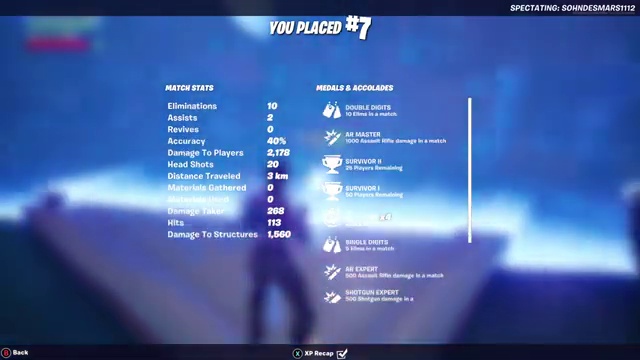 SPECTATING: SOHNDESMARS1112
YOU PLACED #7
MATCH STATS
Eliminations 10
Assists 2
Revives 0
Accuracy 40%
Damage To Players 2,178
Head Shots 20
Distance Traveled 3 km
Materials Gathered 0
Materials Used 0
Damage Taken 268
Hits 113
Damage To Structures 1,560
MEDALS & ACCOLADES
DOUBLE DIGITS
10 Elims in a match
AR MASTER
1000 Assault Rifle damage in a match
SURVIVOR II
25 Players Remaining
SURVIVOR I
50 Players Remaining
x4
SINGLE DIGITS
5 Elims in a match
AR EXPERT
500 Assault Rifle damage in a match
SHOTGUN EXPERT
500 Shotgun damage in a
B Back
X XP Recap